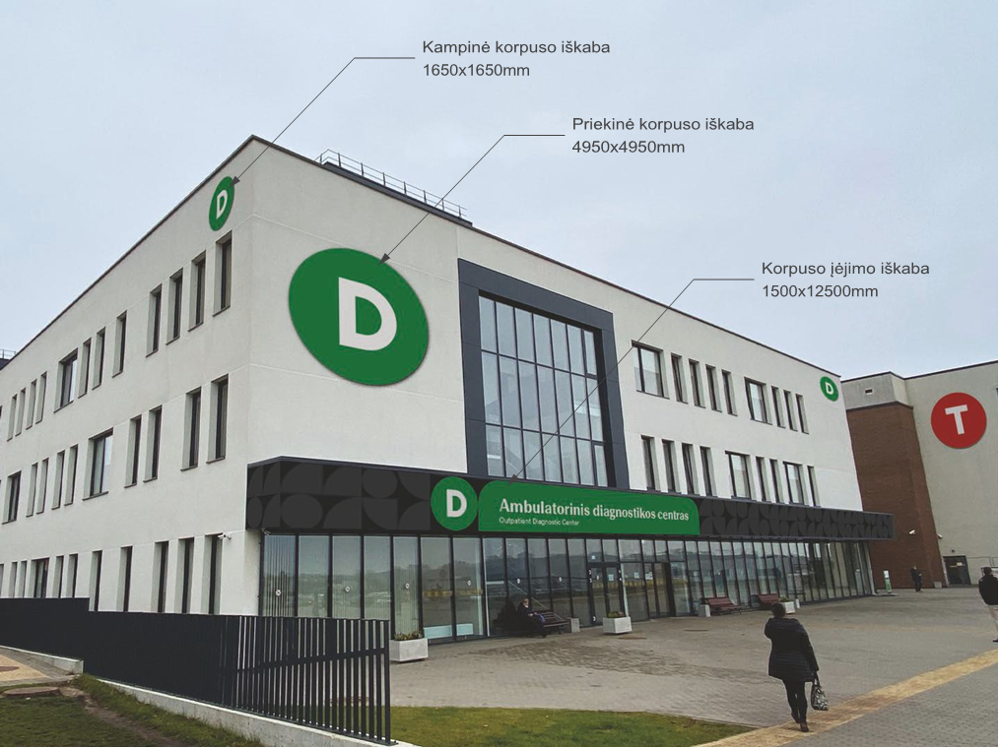 Kampinė korpuso iškaba
1650x1650mm
Priekinė korpuso iškaba
4950x4950mm
Korpuso įėjimo iškaba
1500x12500mm
D
D
D
T
D
Ambulatorinis diagnostikos centras
Outpatient Diagnostic Center